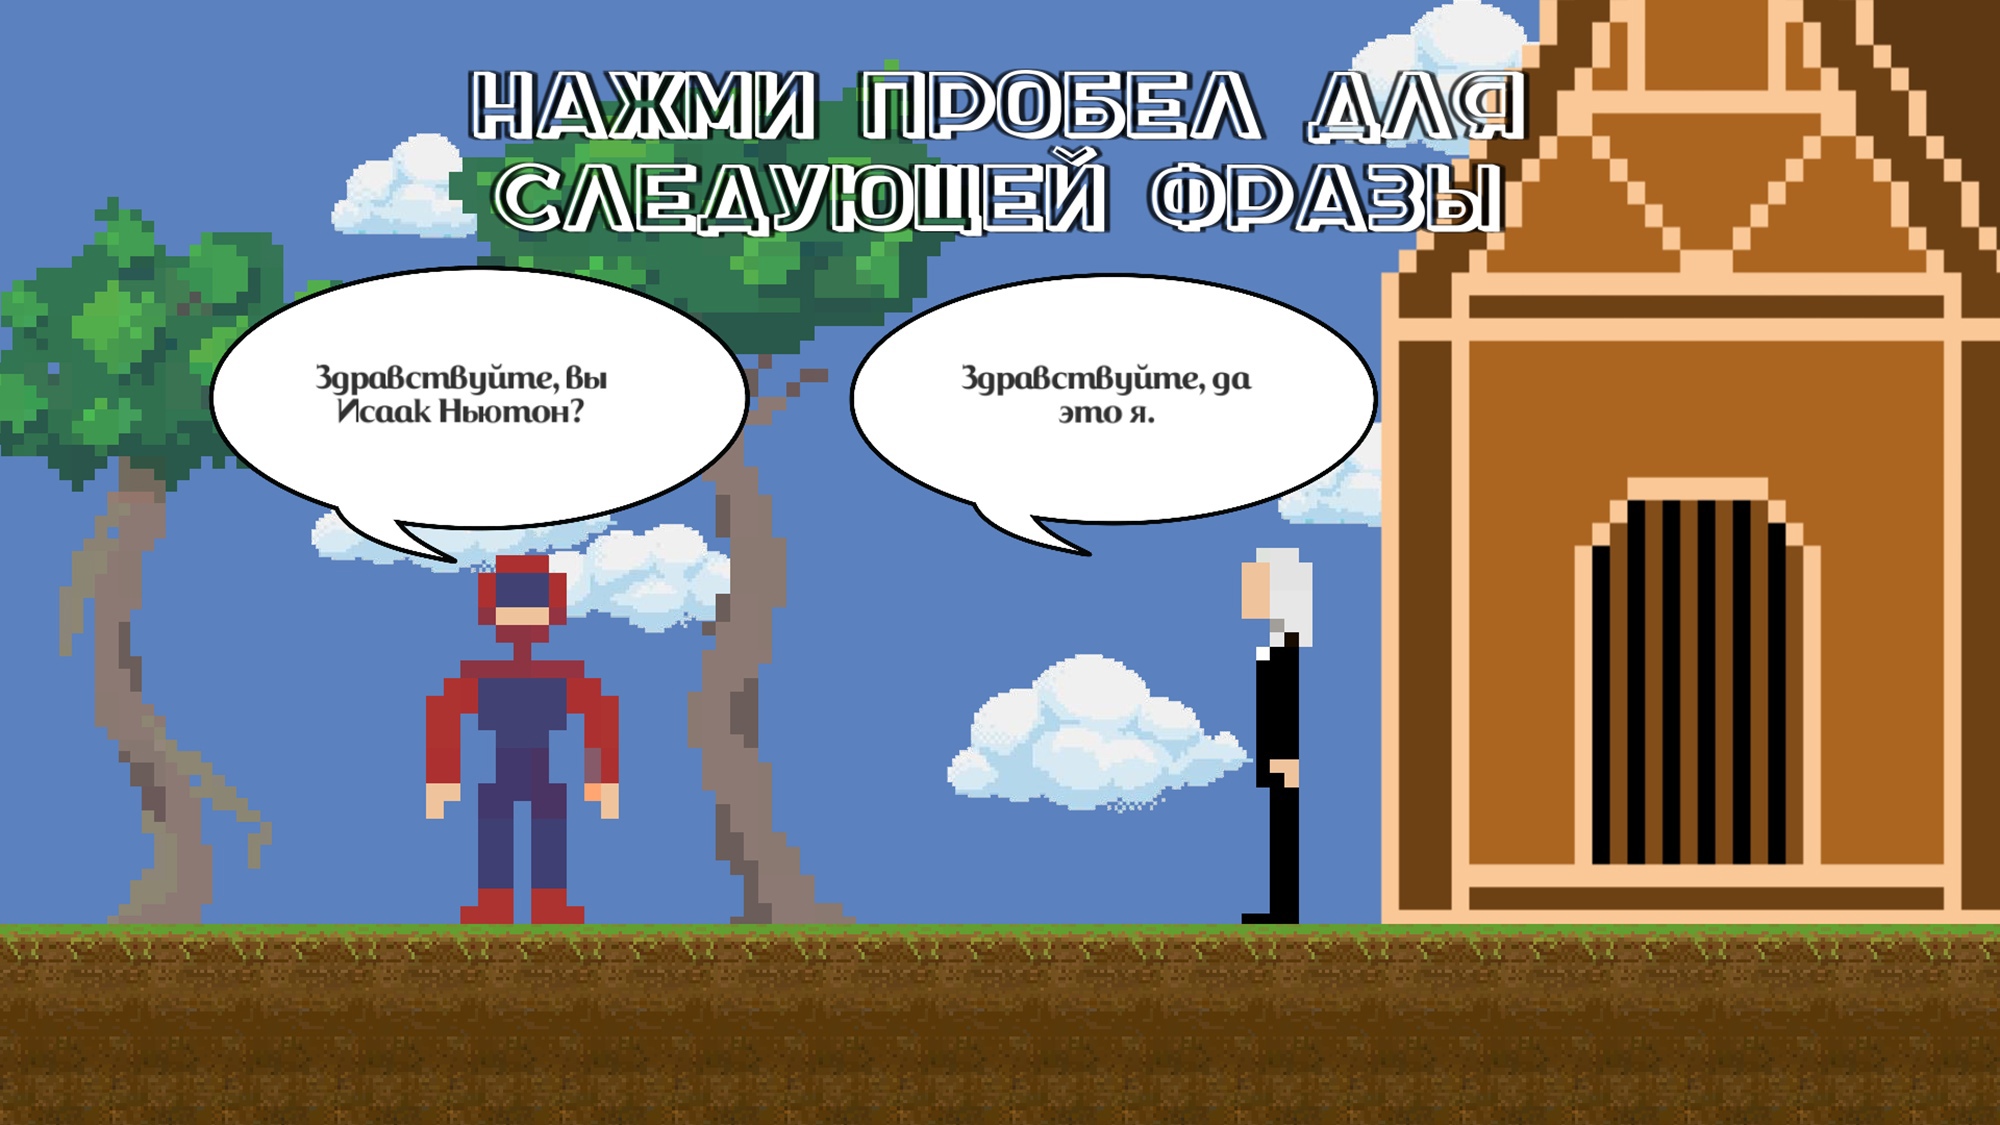 НАЖМИ ПРОБЕЛ ДЛЯ
СЛЕДУЮЩЕЙ ФРАЗЫ
Здравствуйте, вы
Исаак Ньютон?
Здравствуйте, да
это я.